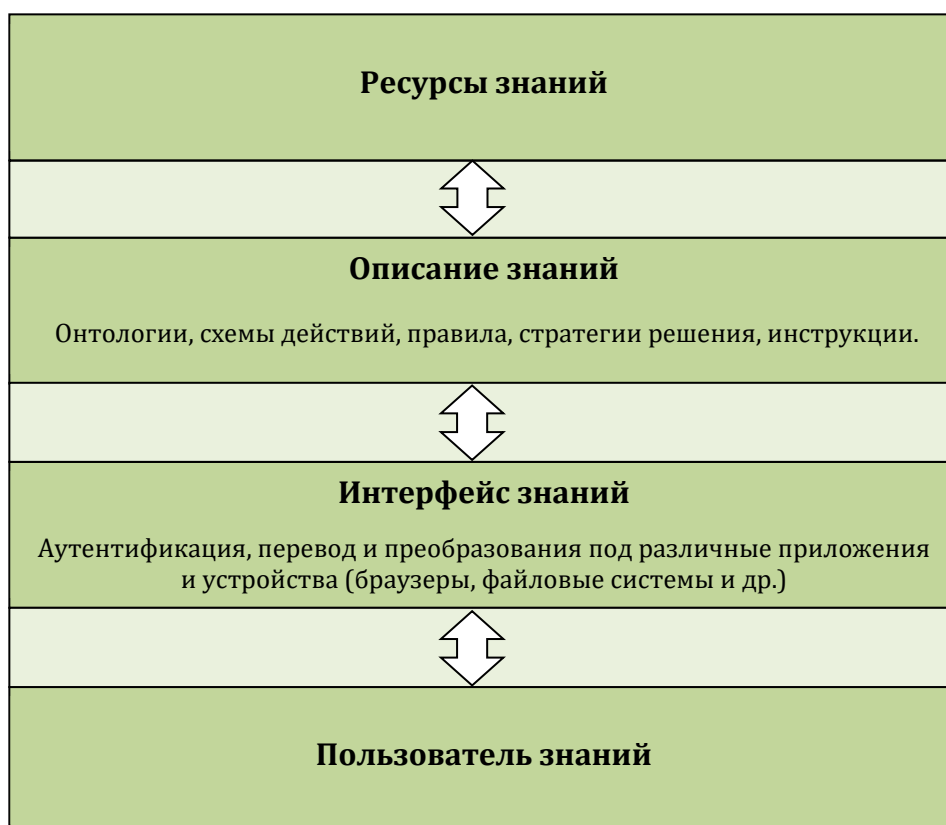 Ресурсы знаний
Описание знаний
Онтологии, схемы действий, правила, стратегии решения, инструкции.
Интерфейс знаний
Аутентификация, перевод и преобразования под различные приложения
и устройства (браузеры, файловые системы и др.)
Пользователь знаний